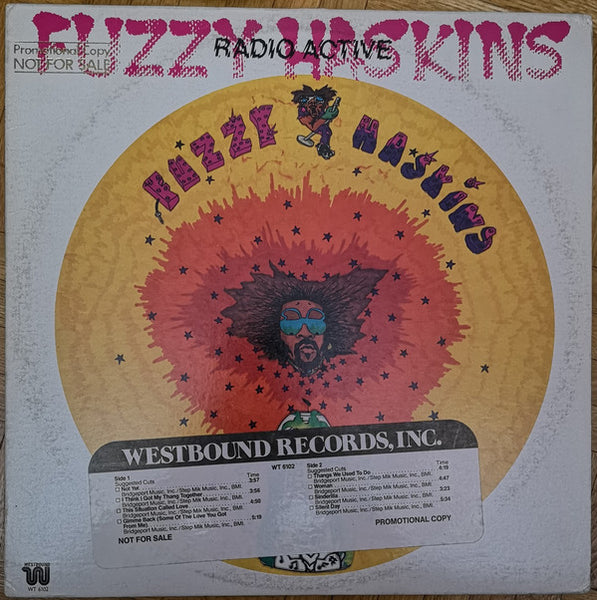 FUZZY HASKINS
RADIO ACTIVE
Promotional Copy
NOT FOR SALE
FUZZY HASKINS
WESTBOUND RECORDS, INC.
WT 6102
Side 1
Suggested Cuts Time
Not Yet 3:57
Bridgeport Music, Inc./Step Mik Music, Inc., BMI.
I Think I Got My Thang Together 3:56
Bridgeport Music, Inc./Step Mik Music, Inc., BMI.
This Situation Called Love 4:50
Bridgeport Music, Inc./Step Mik Music, Inc., BMI.
Gimme Back (Some Of The Love You Got 5:19
From Me)
Bridgeport Music, Inc./Step Mik Music, Inc., BMI.
NOT FOR SALE
Side 2
Suggested Cuts Time
Thangs We Used To Do 6:19
Bridgeport Music, Inc./Step Mik Music, Inc., BMI.
Woman 4:47
Bridgeport Music, Inc./Step Mik Music, Inc., BMI.
Sinderilla 3:23
Bridgeport Music, Inc./Step Mik Music, Inc., BMI.
Silent Day 5:34
Bridgeport Music, Inc./Step Mik Music, Inc., BMI.
PROMOTIONAL COPY
WESTBOUND
WT 6102